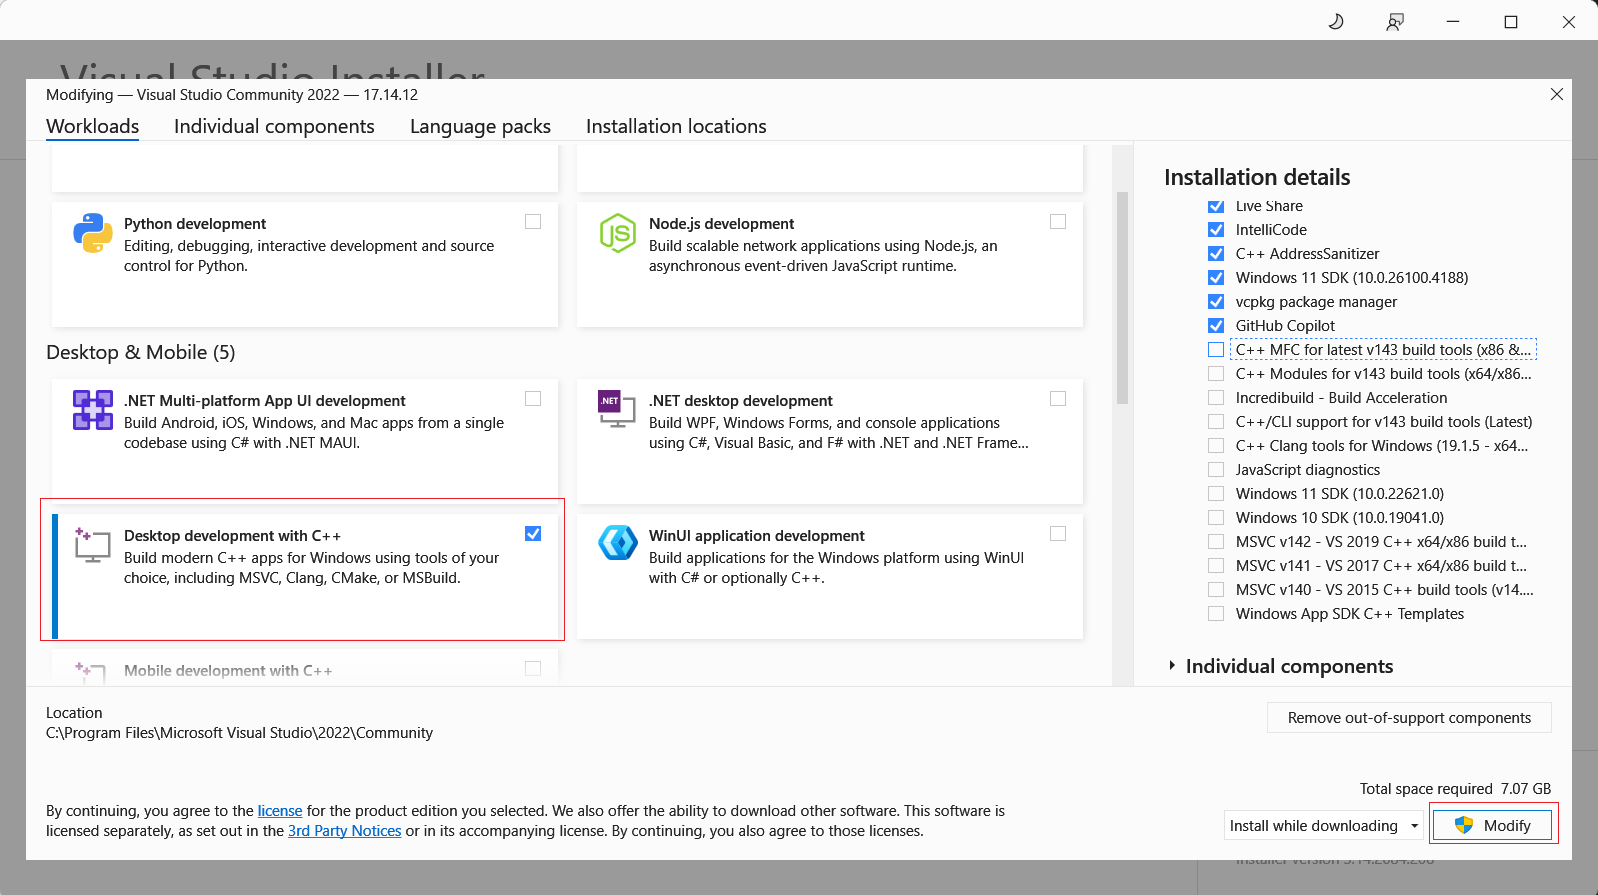 Visual Studio Installer
Modifying — Visual Studio Community 2022 — 17.14.12
Workloads
Individual components
Language packs
Installation locations
Python development
Editing, debugging, interactive development and source
control for Python.
Node.js development
Build scalable network applications using Node.js, an
asynchronous event-driven JavaScript runtime.
Desktop & Mobile (5)
.NET Multi-platform App UI development
Build Android, iOS, Windows, and Mac apps from a single
codebase using C# with .NET MAUI.
.NET
.NET desktop development
Build WPF, Windows Forms, and console applications
using C#, Visual Basic, and F# with .NET and .NET Frame...
Desktop development with C++
Build modern C++ apps for Windows using tools of your
choice, including MSVC, Clang, CMake, or MSBuild.
WinUI application development
Build applications for the Windows platform using WinUI
with C# or optionally C++.
Mobile development with C++
Installation details
Live Share
IntelliCode
C++ AddressSanitizer
Windows 11 SDK (10.0.26100.4188)
vcpkg package manager
GitHub Copilot
C++ MFC for latest v143 build tools (x86 &...
C++ Modules for v143 build tools (x64/x86...
Incredibuild - Build Acceleration
C++/CLI support for v143 build tools (Latest)
C++ Clang tools for Windows (19.1.5 - x64...
JavaScript diagnostics
Windows 11 SDK (10.0.22621.0)
Windows 10 SDK (10.0.19041.0)
MSVC v142 - VS 2019 C++ x64/x86 build t...
MSVC v141 - VS 2017 C++ x64/x86 build t...
MSVC v140 - VS 2015 C++ build tools (v14....
Windows App SDK C++ Templates
Individual components
Location
C:\Program Files\Microsoft Visual Studio\2022\Community
Remove out-of-support components
Total space required 7.07 GB
By continuing, you agree to the license for the product edition you selected. We also offer the ability to download other software. This software is
licensed separately, as set out in the 3rd Party Notices or in its accompanying license. By continuing, you also agree to those licenses.
Install while downloading
Modify